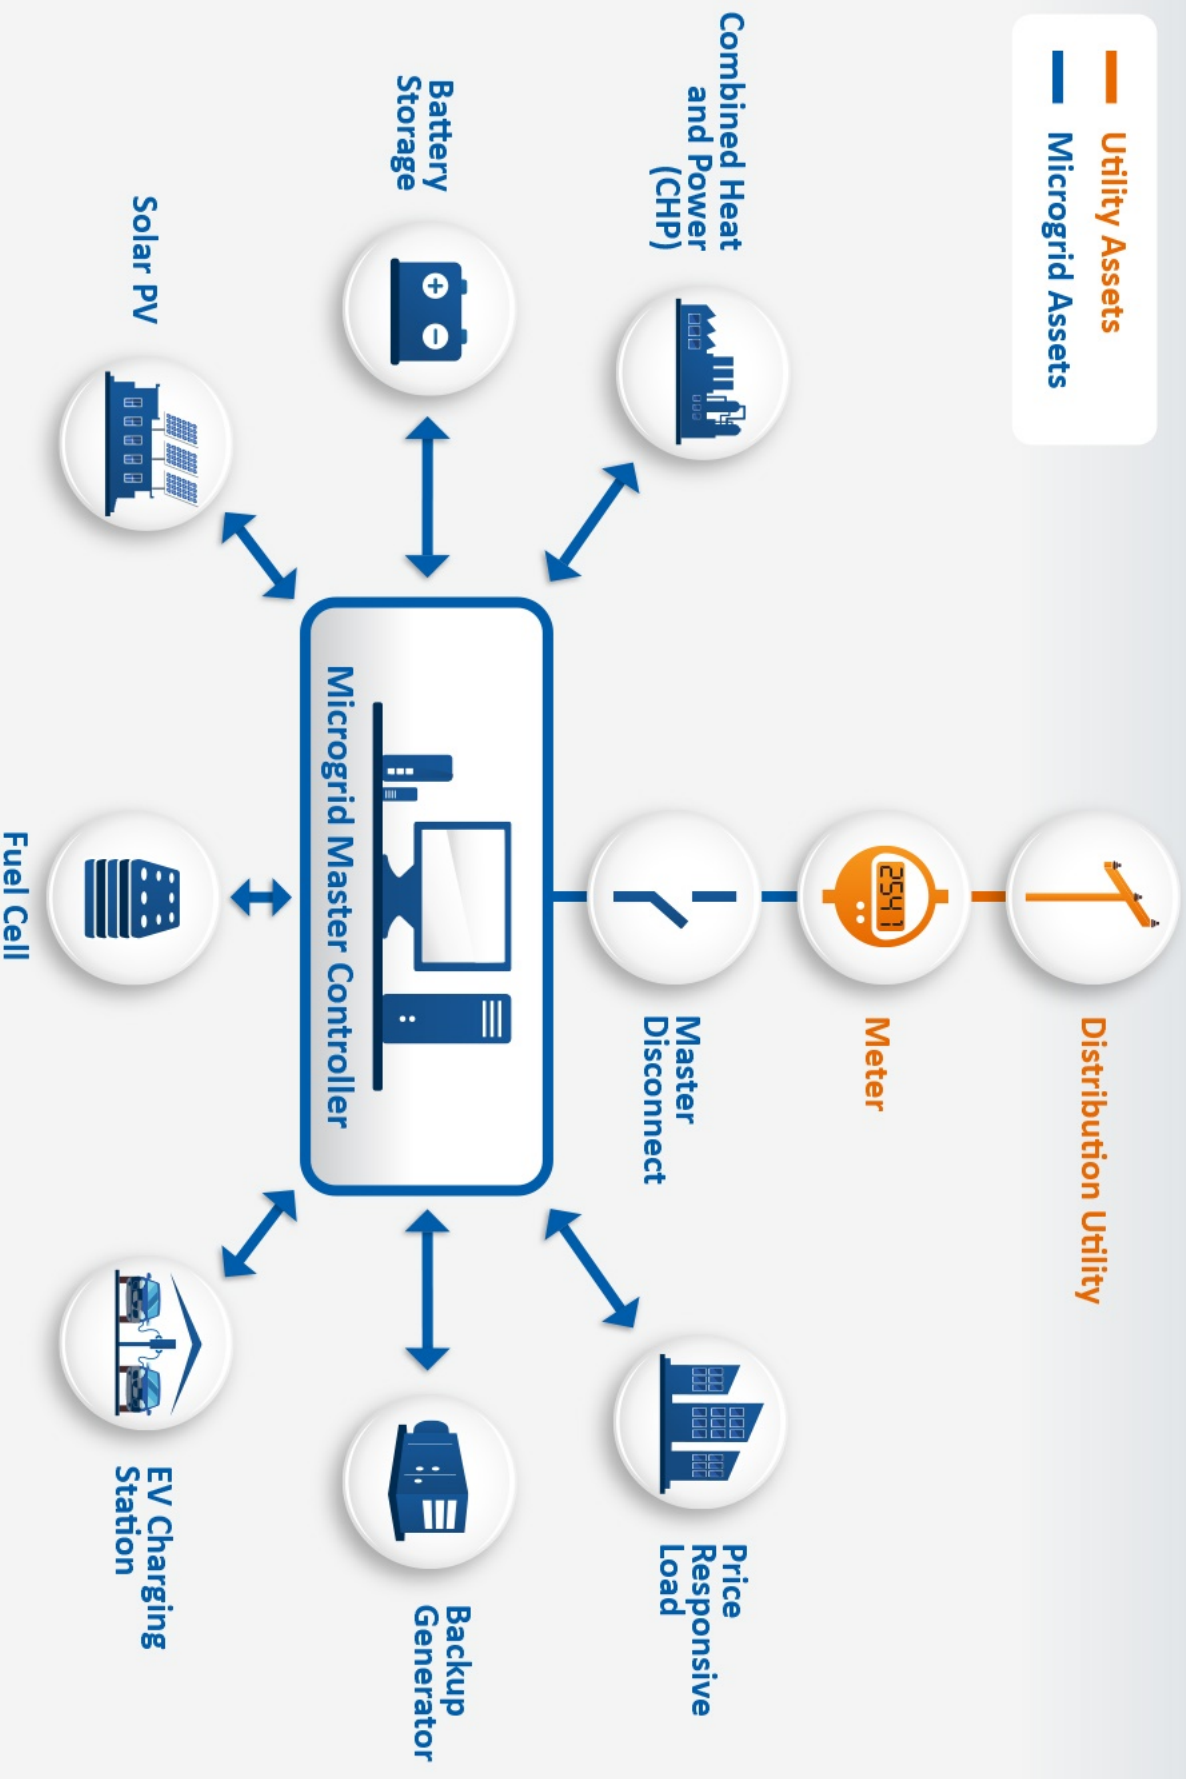 Utility Assets
Microgrid Assets
Distribution Utility
2541
Meter
Master
Disconnect
Combined Heat
and Power
(CHP)
Price
Responsive
Load
Battery
Storage
Backup
Generator
Microgrid Master Controller
Solar PV
EV Charging
Station
Fuel Cell